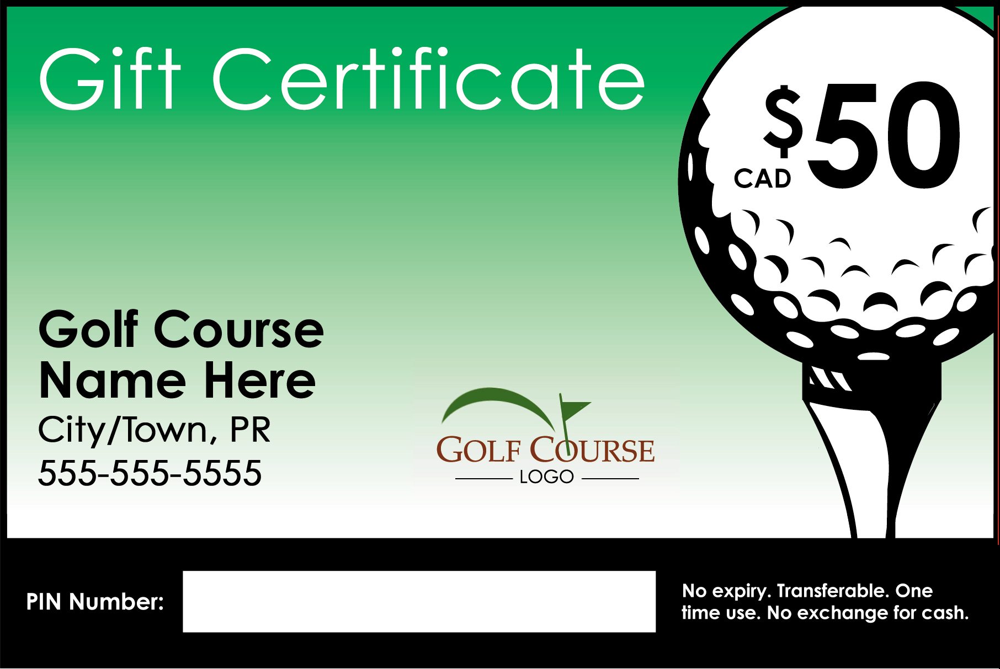 Gift Certificate
$50
CAD
Golf Course
Name Here
City/Town, PR
555-555-5555
GOLF COURSE
LOGO
PIN Number:
No expiry. Transferable. One
time use. No exchange for cash.